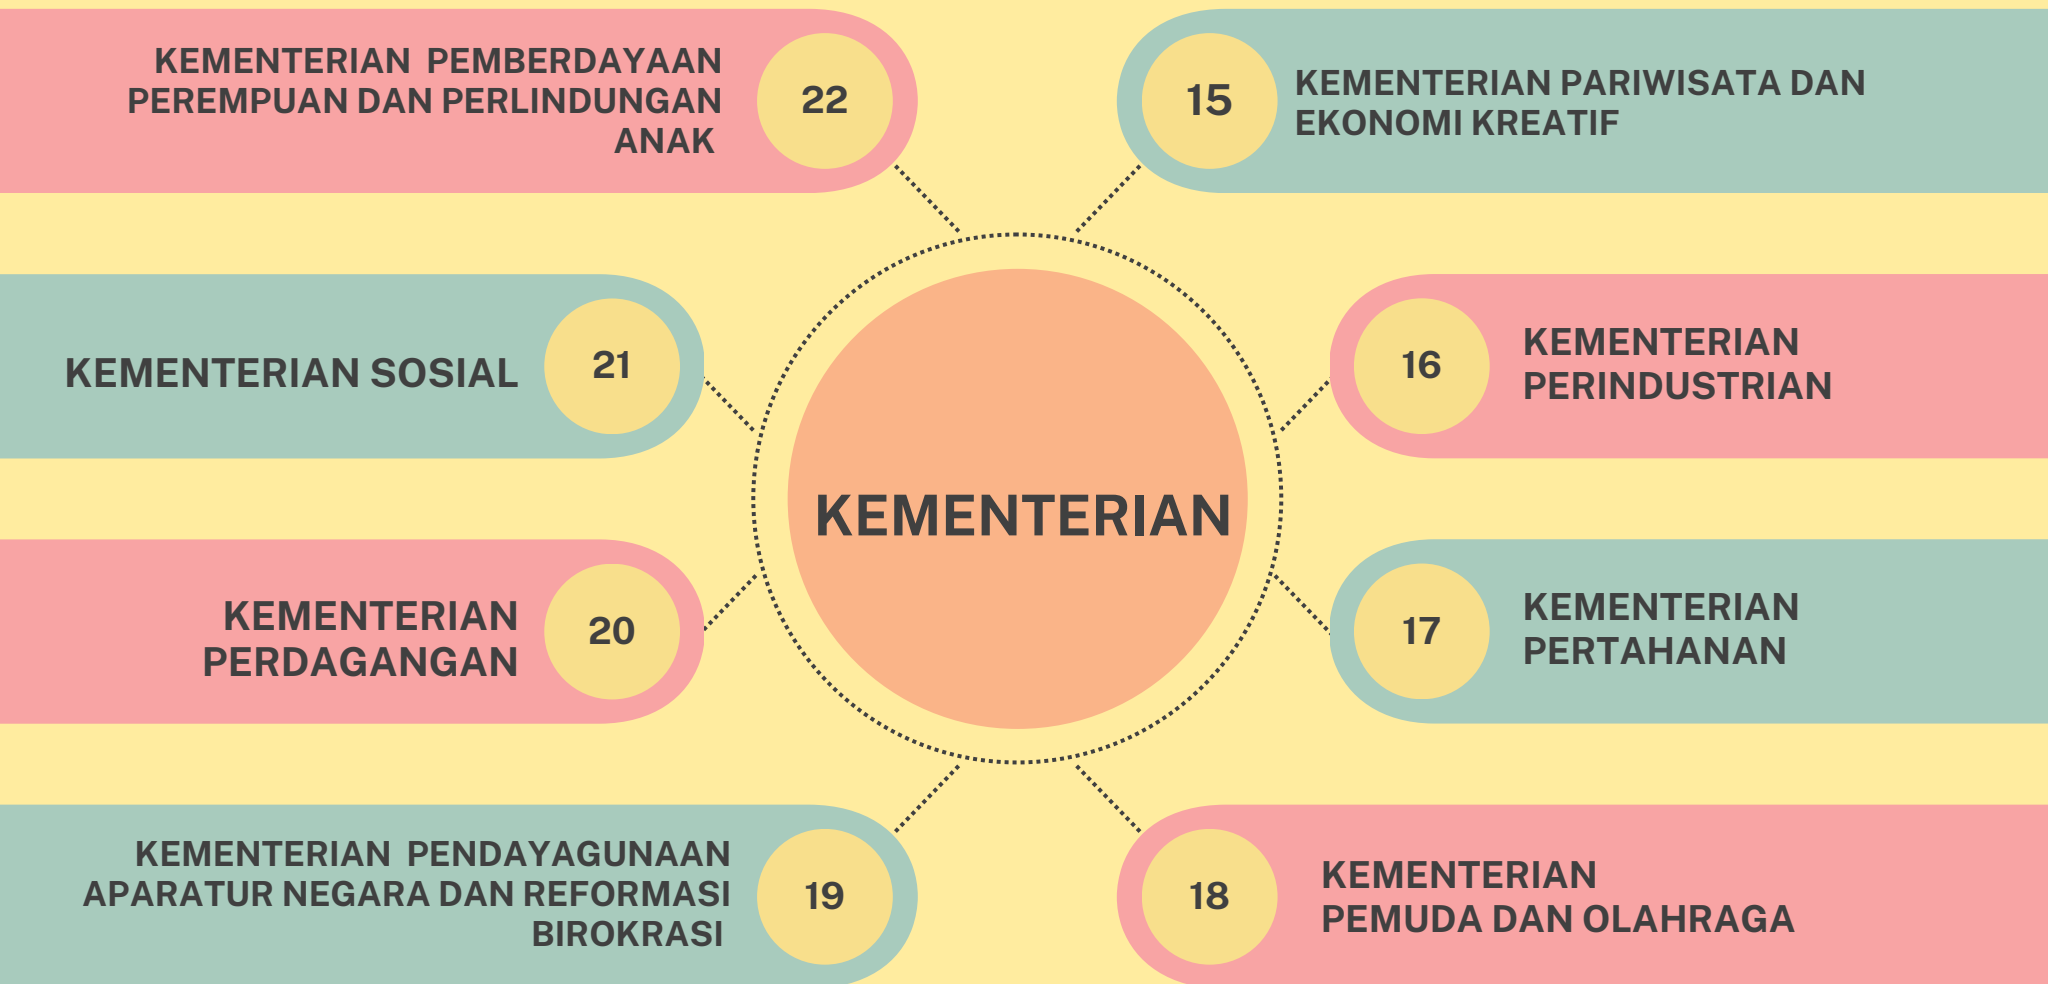 KEMENTERIAN PEMBERDAYAAN
PEREMPUAN DAN PERLINDUNGAN
ANAK
22
15
KEMENTERIAN PARIWISATA DAN
EKONOMI KREATIF
KEMENTERIAN SOSIAL
21
16
KEMENTERIAN
PERINDUSTRIAN
KEMENTERIAN
KEMENTERIAN
PERDAGANGAN
20
17
KEMENTERIAN
PERTAHANAN
KEMENTERIAN PENDAYAGUNAAN
APARATUR NEGARA DAN REFORMASI
BIROKRASI
19
18
KEMENTERIAN
PEMUDA DAN OLAHRAGA